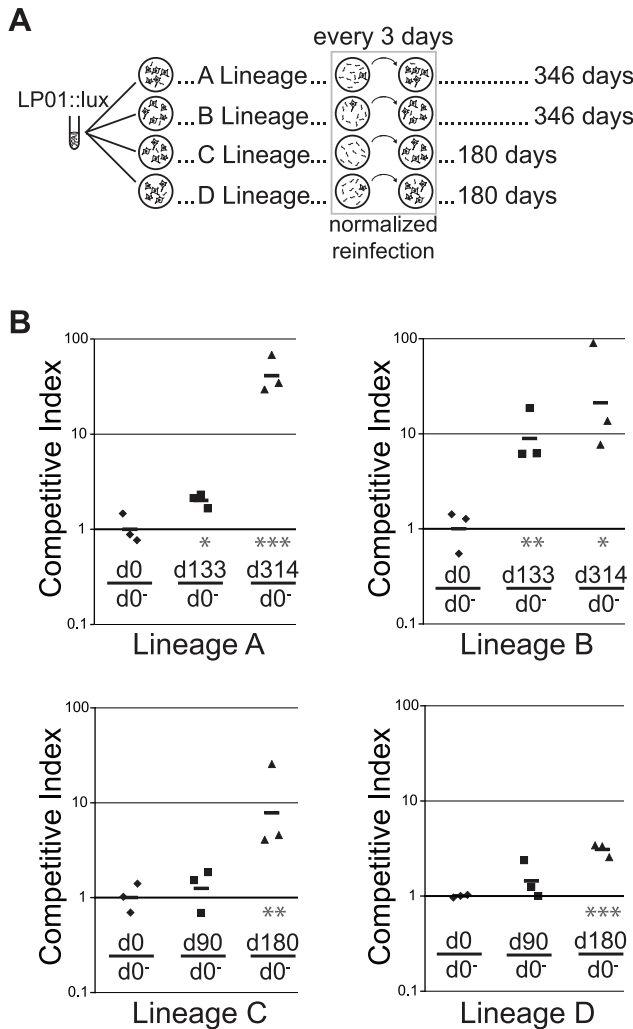 A
every 3 days
LP01::lux
...A Lineage... ............... 346 days
...B Lineage... ............... 346 days
...C Lineage... ...180 days
...D Lineage... ...180 days
normalized
reinfection
B
Competitive Index
100
10
1
0.1
* ***
d0 d133 d314
d0- d0- d0-
Lineage A
Competitive Index
100
10
1
0.1
** *
d0 d133 d314
d0- d0- d0-
Lineage B
Competitive Index
100
10
1
0.1
**
d0 d90 d180
d0- d0- d0-
Lineage C
Competitive Index
100
10
1
0.1
***
d0 d90 d180
d0- d0- d0-
Lineage D